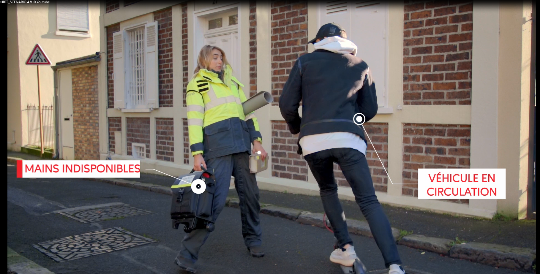 MAINS INDISPONIBLES
VÉHICULE EN
CIRCULATION